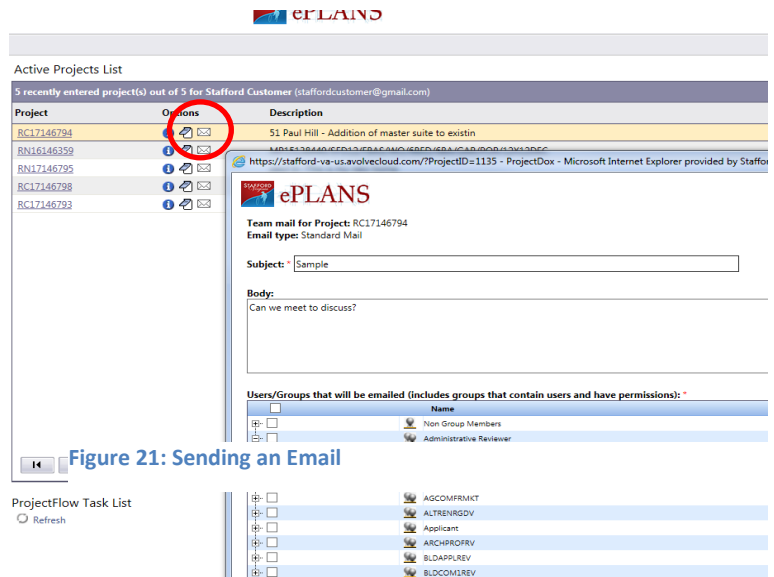 ePLANS
Active Projects List
5 recently entered project(s) out of 5 for Stafford Customer (staffordcustomer@gmail.com)
Project Options Description
RC17146794 51 Paul Hill - Addition of master suite to existin
RN16146359
RN17146795
RC17146798
RC17146793
https://stafford-va-us.avolvecloud.com/?ProjectID=1135 - ProjectDox - Microsoft Internet Explorer provided by Staffor
STAFFORD
ePLANS
Team mail for Project: RC17146794
Email type: Standard Mail
Subject: * Sample
Body:
Can we meet to discuss?
Users/Groups that will be emailed (includes groups that contain users and have permissions): *
Name
Non Group Members
Administrative Reviewer
Figure 21: Sending an Email
ProjectFlow Task List
Refresh
AGCOMFRMKT
ALTRENRGDV
Applicant
ARCHPROFRV
BLDAPPLREV
BLDCOM1REV